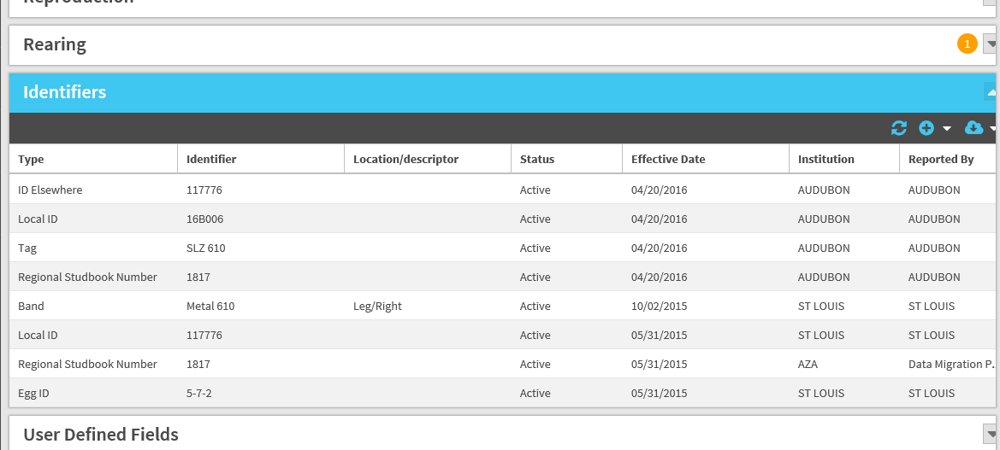 Reproduction
Rearing 1
Identifiers
Type Identifier Location/descriptor Status Effective Date Institution Reported By
ID Elsewhere 117776 Active 04/20/2016 AUDUBON AUDUBON
Local ID 16B006 Active 04/20/2016 AUDUBON AUDUBON
Tag SLZ 610 Active 04/20/2016 AUDUBON AUDUBON
Regional Studbook Number 1817 Active 04/20/2016 AUDUBON AUDUBON
Band Metal 610 Leg/Right Active 10/02/2015 ST LOUIS ST LOUIS
Local ID 117776 Active 05/31/2015 ST LOUIS ST LOUIS
Regional Studbook Number 1817 Active 05/31/2015 AZA Data Migration P..
Egg ID 5-7-2 Active 05/31/2015 ST LOUIS ST LOUIS
User Defined Fields